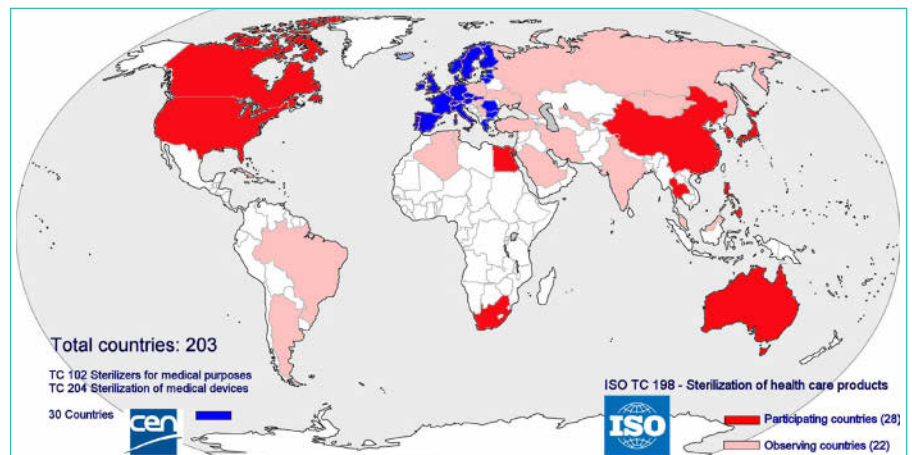 Total countries: 203
TC 102 Sterilizers for medical purposes
TC 204 Sterilization of medical devices
30 Countries
cen
ISO TC 198 - Sterilization of health care products
ISO
Participating countries (28)
Observing countries (22)